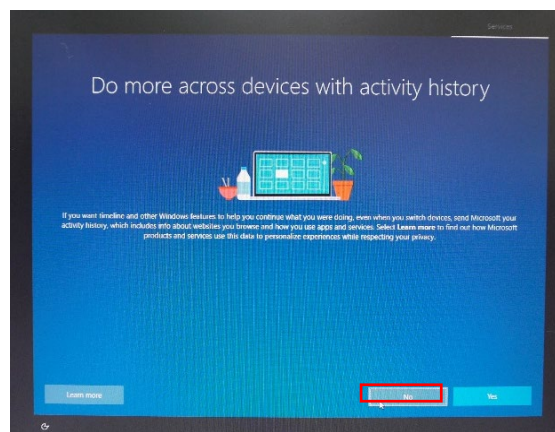 Services
Do more across devices with activity history
If you want timeline and other Windows features to help you continue what you were doing, even when you switch devices, send Microsoft your
activity history, which includes info about websites you browse and how you use apps and services. Select Learn more to find out how Microsoft
products and services use this data to personalize experiences while respecting your privacy.
Learn more
No
Yes